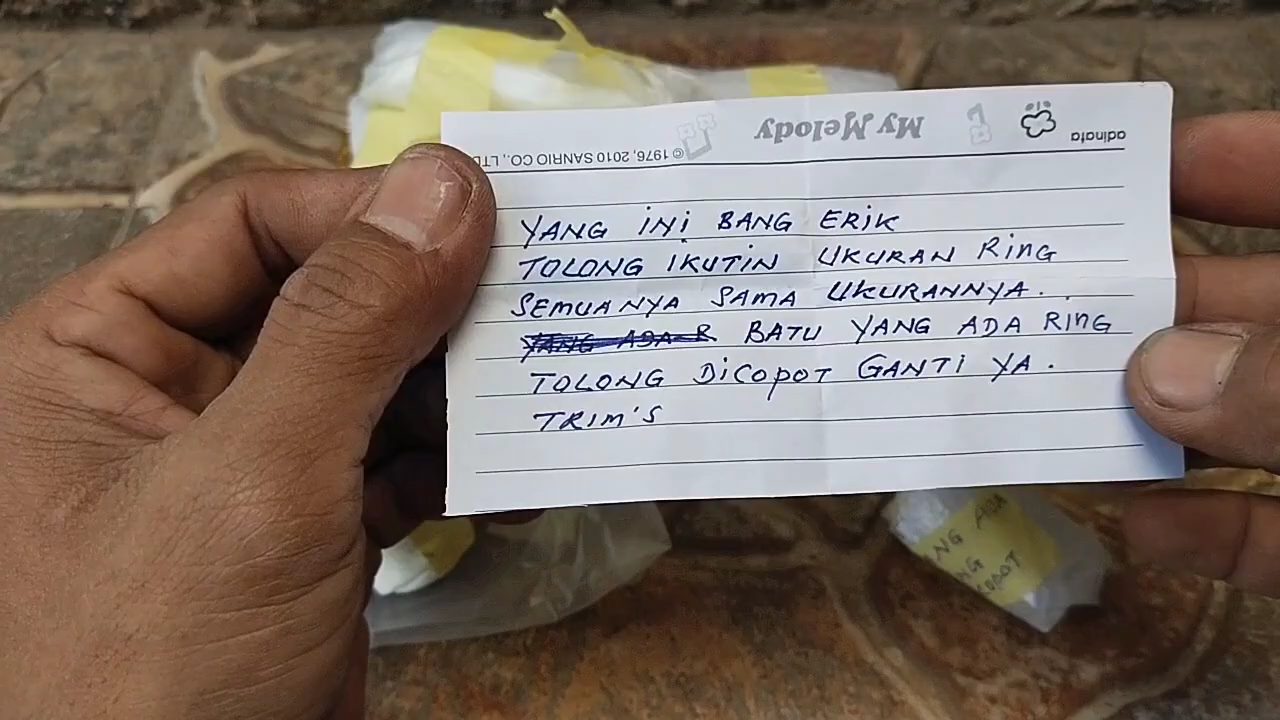 adinata
My Melody
© 1976, 2010 SANRIO CO., LTD
YANG INI BANG ERIK
TOLONG IKUTIN UKURAN RING
SEMUANYA SAMA UKURANNYA.
YANG ADA R BATU YANG ADA RING
TOLONG DICOPOT GANTI YA.
TRIM'S
ADA